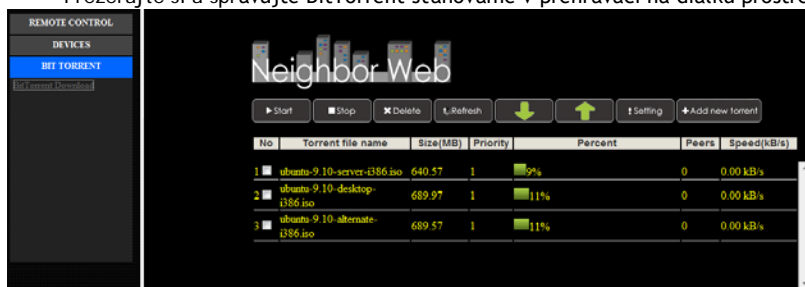 Prezerajte si a spravujte BitTorrent sťahovanie v prehrávači na diaľku prostre
REMOTE CONTROL
DEVICES
BIT TORRENT
BitTorrent Download
Neighbor Web
Start Stop Delete Refresh Setting Add new torrent
No Torrent file name Size(MB) Priority Percent Peers Speed(kB/s)
1 ubuntu-9.10-server-i386.iso 640.57 1 9% 0 0.00 kB/s
2 ubuntu-9.10-desktop-i386.iso 689.97 1 11% 0 0.00 kB/s
3 ubuntu-9.10-alternate-i386.iso 689.57 1 11% 0 0.00 kB/s